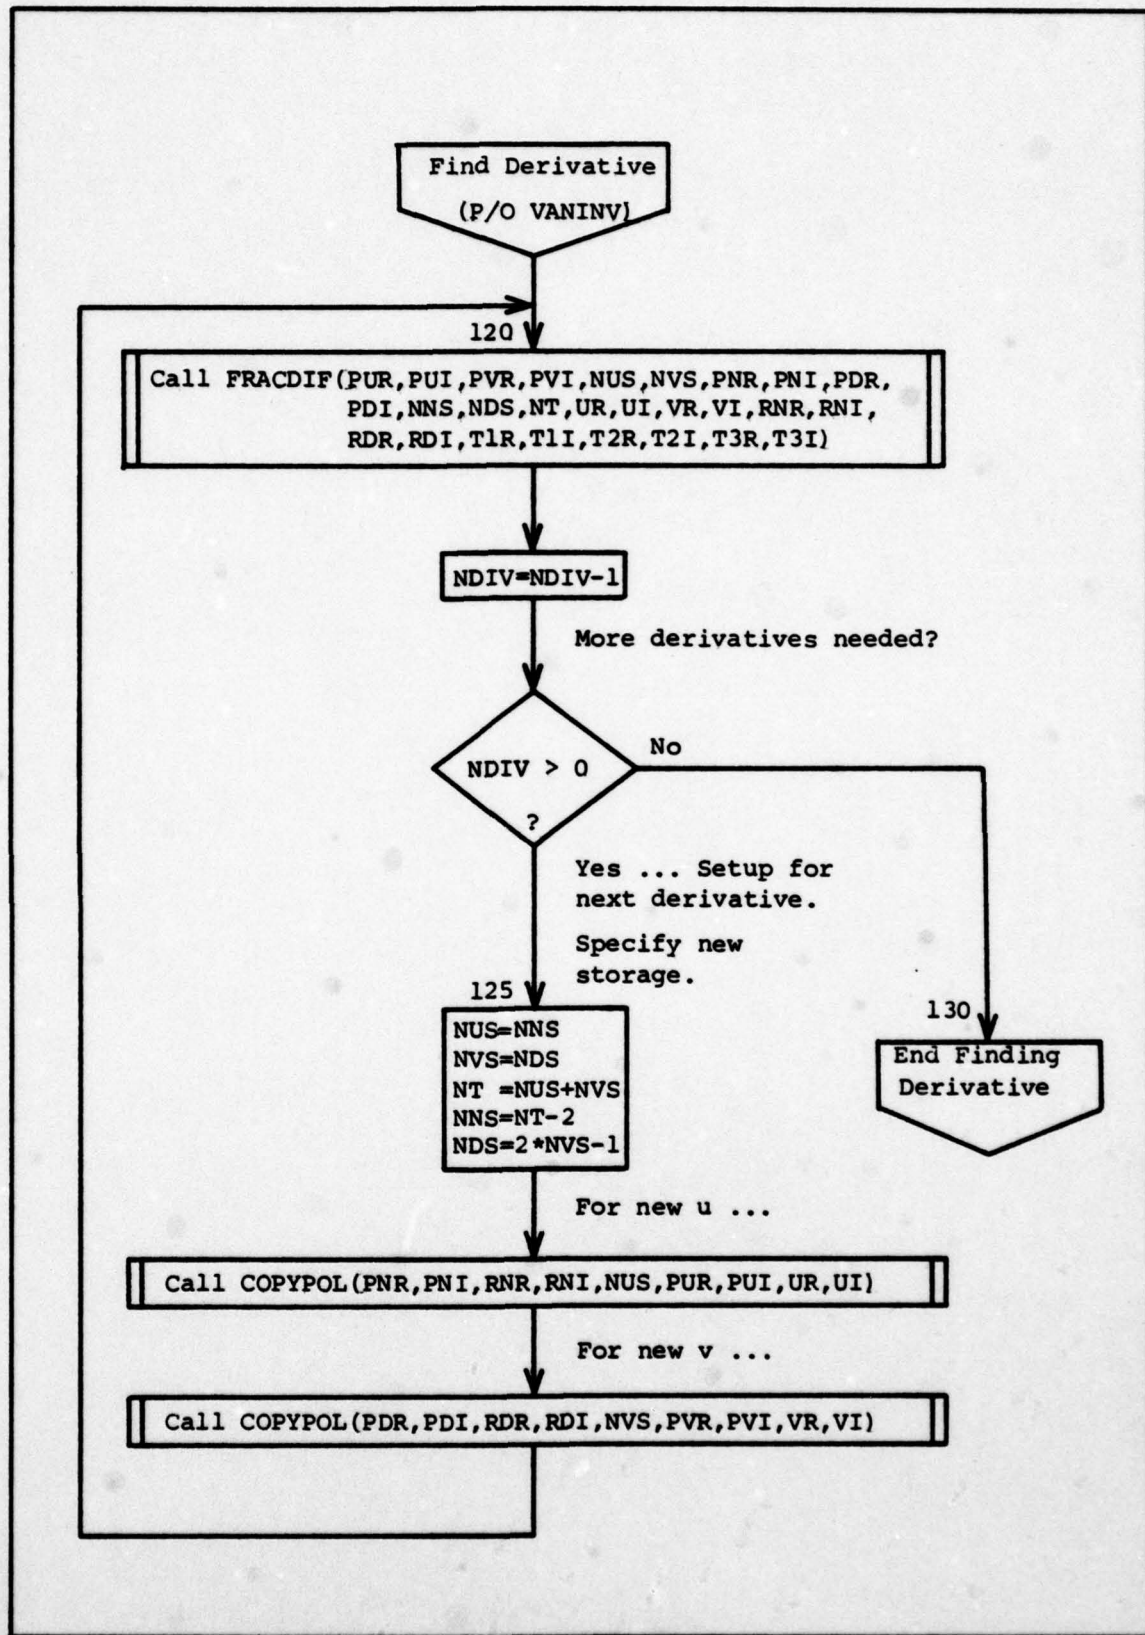 Find Derivative
(P/O VANINV)
120
Call FRACDIF(PUR,PUI,PVR,PVI,NUS,NVS,PNR,PNI,PDR,
PDI,NNS,NDS,NT,UR,UI,VR,VI,RNR,RNI,
RDR,RDI,T1R,T1I,T2R,T2I,T3R,T3I)
NDIV=NDIV-1
More derivatives needed?
NDIV > 0
?
No
Yes ... Setup for
next derivative.
Specify new
storage.
125
NUS=NNS
NVS=NDS
NT =NUS+NVS
NNS=NT-2
NDS=2*NVS-1
130
End Finding
Derivative
For new u ...
Call COPYPOL(PNR,PNI,RNR,RNI,NUS,PUR,PUI,UR,UI)
For new v ...
Call COPYPOL(PDR,PDI,RDR,RDI,NVS,PVR,PVI,VR,VI)